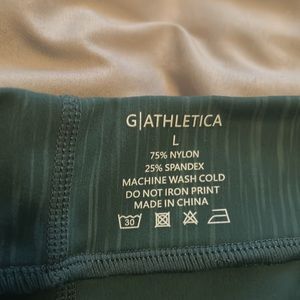 G|ATHLETICA
L
75% NYLON
25% SPANDEX
MACHINE WASH COLD
DO NOT IRON PRINT
MADE IN CHINA
30